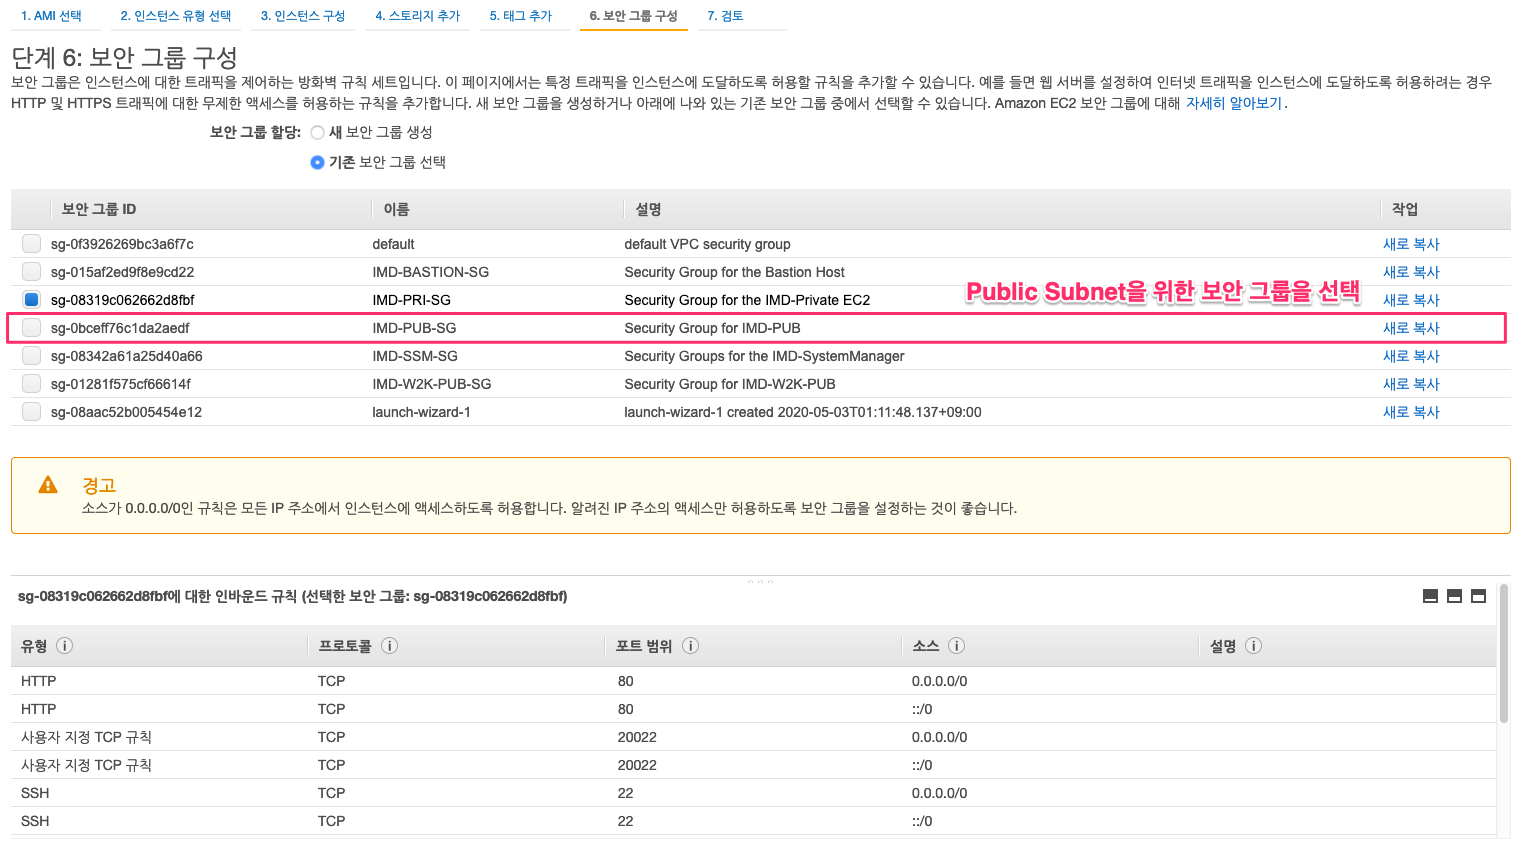 1. AMI 선택 2. 인스턴스 유형 선택 3. 인스턴스 구성 4. 스토리지 추가 5. 태그 추가 6. 보안 그룹 구성 7. 검토
단계 6: 보안 그룹 구성
보안 그룹은 인스턴스에 대한 트래픽을 제어하는 방화벽 규칙 세트입니다. 이 페이지에서는 특정 트래픽을 인스턴스에 도달하도록 허용할 규칙을 추가할 수 있습니다. 예를 들면 웹 서버를 설정하여 인터넷 트래픽을 인스턴스에 도달하도록 허용하려는 경우
HTTP 및 HTTPS 트래픽에 대한 무제한 액세스를 허용하는 규칙을 추가합니다. 새 보안 그룹을 생성하거나 아래에 나와 있는 기존 보안 그룹 중에서 선택할 수 있습니다. Amazon EC2 보안 그룹에 대해 자세히 알아보기.
보안 그룹 할당: 새 보안 그룹 생성
기존 보안 그룹 선택
보안 그룹 ID 이름 설명 작업
sg-0f3926269bc3a6f7c default default VPC security group 새로 복사
sg-015af2ed9f8e9cd22 IMD-BASTION-SG Security Group for the Bastion Host 새로 복사
Public Subnet을 위한 보안 그룹을 선택
sg-08319c062662d8fbf IMD-PRI-SG Security Group for the IMD-Private EC2 새로 복사
sg-0bceff76c1da2aedf IMD-PUB-SG Security Group for IMD-PUB 새로 복사
sg-08342a61a25d40a66 IMD-SSM-SG Security Groups for the IMD-SystemManager 새로 복사
sg-01281f575cf66614f IMD-W2K-PUB-SG Security Group for IMD-W2K-PUB 새로 복사
sg-08aac52b005454e12 launch-wizard-1 launch-wizard-1 created 2020-05-03T01:11:48.137+09:00 새로 복사
경고
소스가 0.0.0.0/0인 규칙은 모든 IP 주소에서 인스턴스에 액세스하도록 허용합니다. 알려진 IP 주소의 액세스만 허용하도록 보안 그룹을 설정하는 것이 좋습니다.
sg-08319c062662d8fbf에 대한 인바운드 규칙 (선택한 보안 그룹: sg-08319c062662d8fbf)
유형 프로토콜 포트 범위 소스 설명
HTTP TCP 80 0.0.0.0/0
HTTP TCP 80 ::/0
사용자 지정 TCP 규칙 TCP 20022 0.0.0.0/0
사용자 지정 TCP 규칙 TCP 20022 ::/0
SSH TCP 22 0.0.0.0/0
SSH TCP 22 ::/0